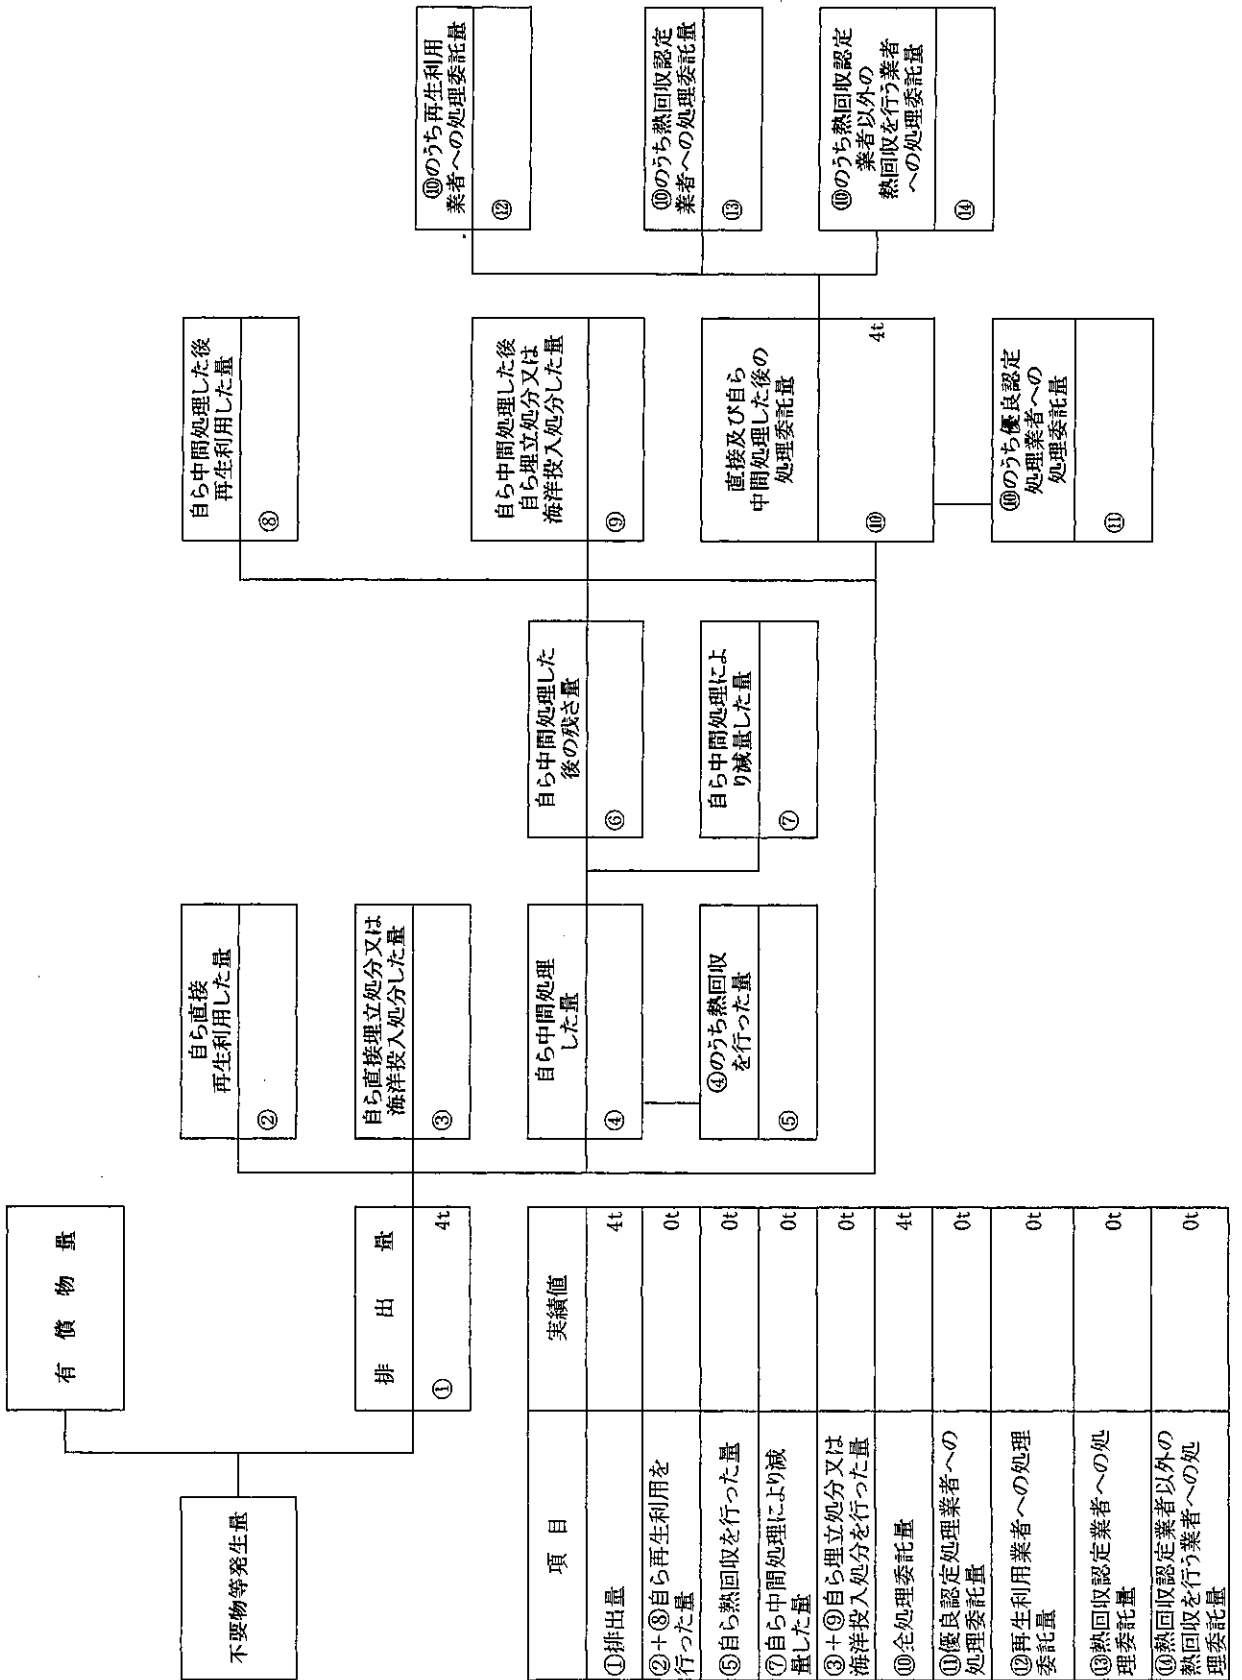 不要物等発生量
有償物量
排出量
①
4t
自ら直接
再生利用した量
②
自ら直接埋立処分又は
海洋投入処分した量
③
自ら中間処理
した量
④
④のうち熱回収
を行った量
⑤
自ら中間処理した
後の残さ量
⑥
自ら中間処理によ
り減量した量
⑦
自ら中間処理した後
再生利用した量
⑧
自ら中間処理した後
自ら埋立処分又は
海洋投入処分した量
⑨
直接及び自ら
中間処理した後の
処理委託量
⑩
4t
⑩のうち優良認定
処理業者への
処理委託量
⑪
⑩のうち再生利用
業者への処理委託量
⑫
⑩のうち熱回収認定
業者への処理委託量
⑬
⑩のうち熱回収認定
業者以外の
熱回収を行う業者
への処理委託量
⑭
項目
実績値
①排出量
4t
②+⑧自ら再生利用を
行った量
0t
⑤自ら熱回収を行った量
0t
⑦自ら中間処理により減
量した量
0t
③+⑨自ら埋立処分又は
海洋投入処分を行った量
0t
⑩全処理委託量
4t
⑪優良認定処理業者への
処理委託量
0t
⑫再生利用業者への処理
委託量
0t
⑬熱回収認定業者への処
理委託量
0t
⑭熱回収認定業者以外の
熱回収を行う業者への処
理委託量
0t